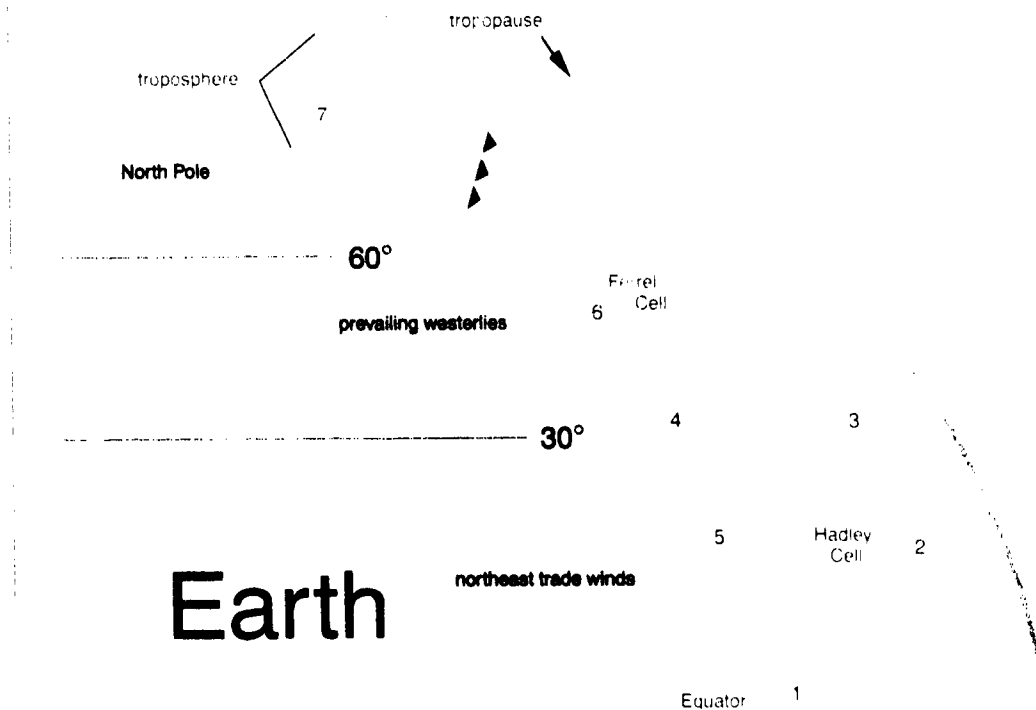 tropopause
troposphere
7
North Pole
60°
Ferrel
Cell
6
prevailing westerlies
4
3
30°
5
Hadley
Cell
2
Earth
northeast trade winds
Equator
1